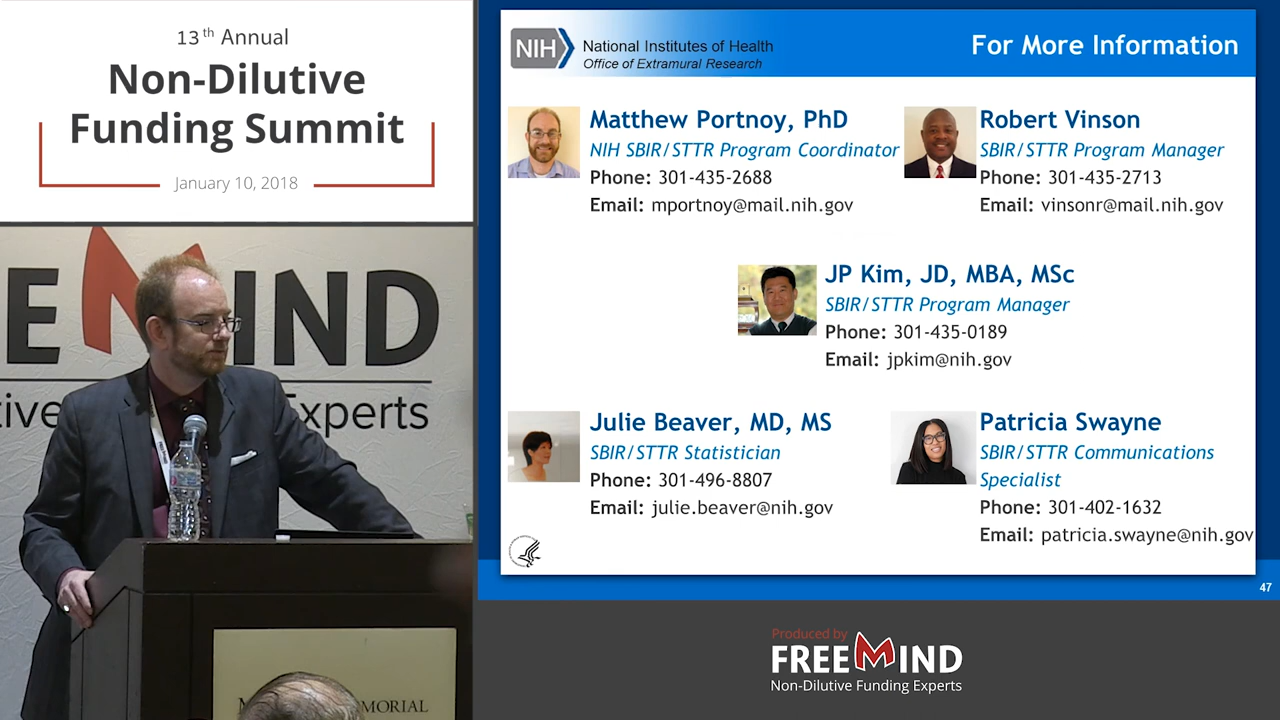 13th Annual
Non-Dilutive
Funding Summit
January 10, 2018
E MIND
tive Experts
M MORIAL
NIH National Institutes of Health
Office of Extramural Research
For More Information
Matthew Portnoy, PhD
NIH SBIR/STTR Program Coordinator
Phone: 301-435-2688
Email: mportnoy@mail.nih.gov
Robert Vinson
SBIR/STTR Program Manager
Phone: 301-435-2713
Email: vinsonr@mail.nih.gov
JP Kim, JD, MBA, MSc
SBIR/STTR Program Manager
Phone: 301-435-0189
Email: jpkim@nih.gov
Julie Beaver, MD, MS
SBIR/STTR Statistician
Phone: 301-496-8807
Email: julie.beaver@nih.gov
Patricia Swayne
SBIR/STTR Communications
Specialist
Phone: 301-402-1632
Email: patricia.swayne@nih.gov
47
Produced by
FREEMIND
Non-Dilutive Funding Experts